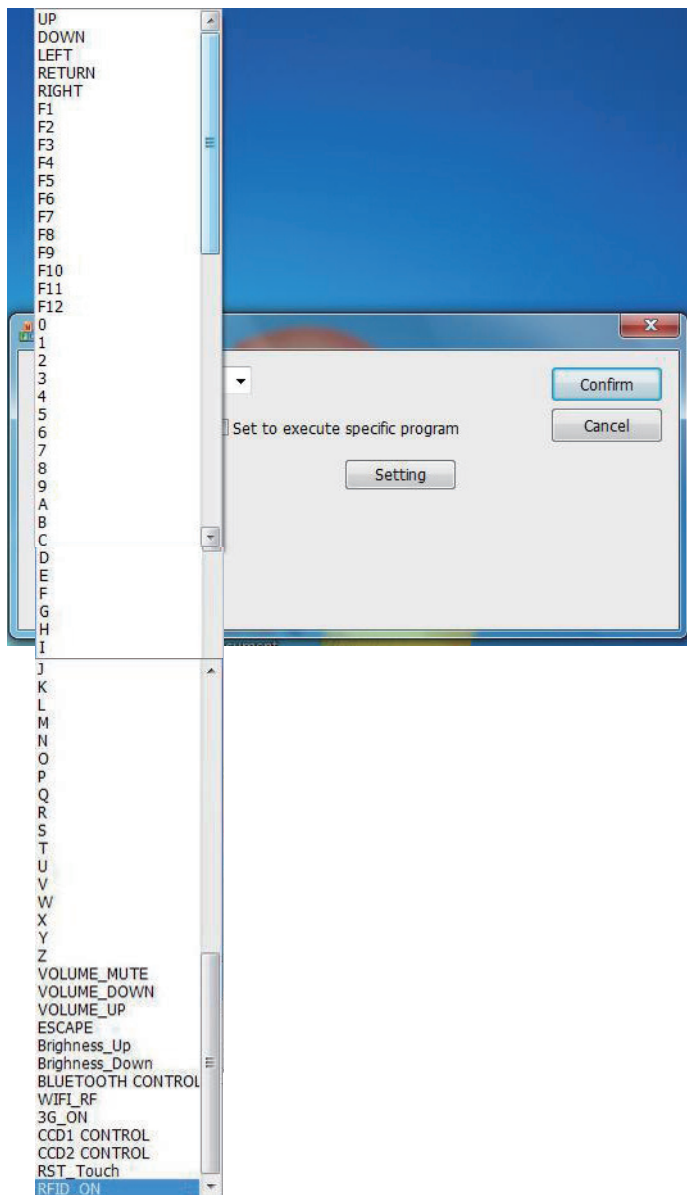 UP
DOWN
LEFT
RETURN
RIGHT
F1
F2
F3
F4
F5
F6
F7
F8
F9
F10
F11
F12
0
1
2
3
4
5
6
7
8
9
A
B
C
D
E
F
G
H
I
J
K
L
M
N
O
P
Q
R
S
T
U
V
W
X
Y
Z
VOLUME_MUTE
VOLUME_DOWN
VOLUME_UP
ESCAPE
Brighness_Up
Brighness_Down
BLUETOOTH CONTROL
WIFI_RF
3G_ON
CCD1 CONTROL
CCD2 CONTROL
RST_Touch
RFID_ON
Confirm
Set to execute specific program
Cancel
Setting